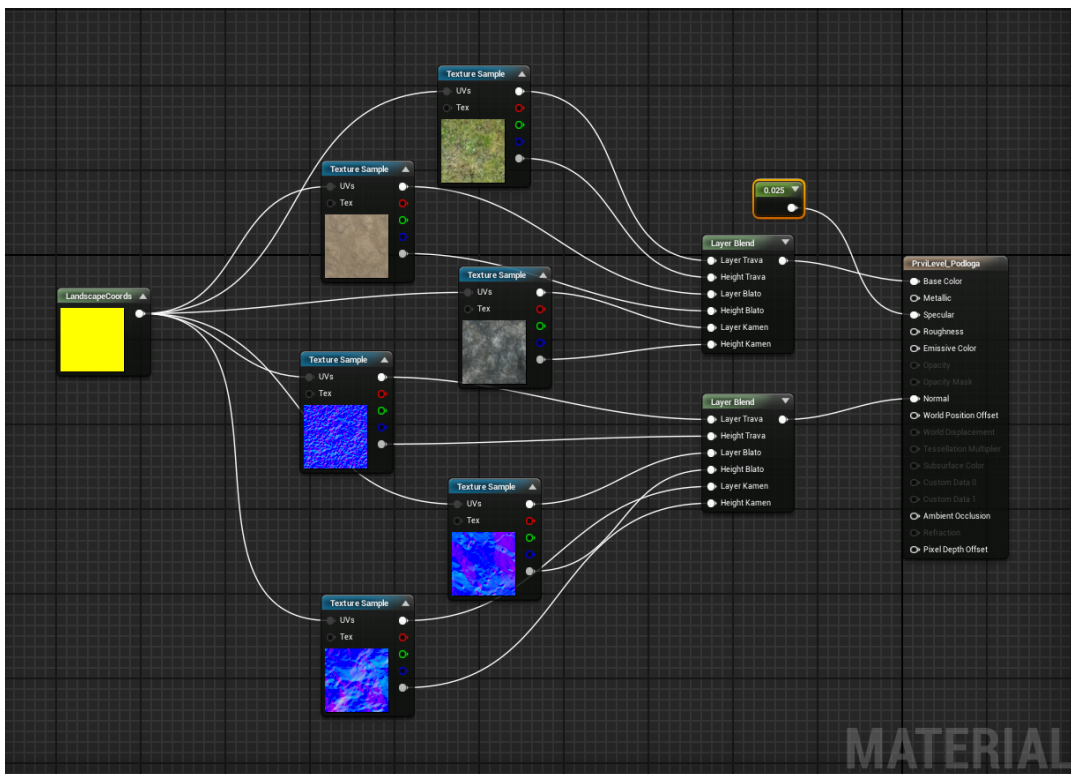 Texture Sample
UVs
Tex
Texture Sample
UVs
Tex
0.025
Layer Blend
Layer Trava
Height Trava
Layer Blato
Height Blato
Layer Kamen
Height Kamen
PrviLevel_Podloga
Base Color
Metallic
Specular
Roughness
Emissive Color
Opacity
Opacity Mask
Normal
World Position Offset
World Displacement
Tessellation Multiplier
Subsurface Color
Custom Data 0
Custom Data 1
Ambient Occlusion
Refraction
Pixel Depth Offset
Texture Sample
UVs
Tex
LandscapeCoords
Texture Sample
UVs
Tex
Layer Blend
Layer Trava
Height Trava
Layer Blato
Height Blato
Layer Kamen
Height Kamen
Texture Sample
UVs
Tex
Texture Sample
UVs
Tex
MATERIAL